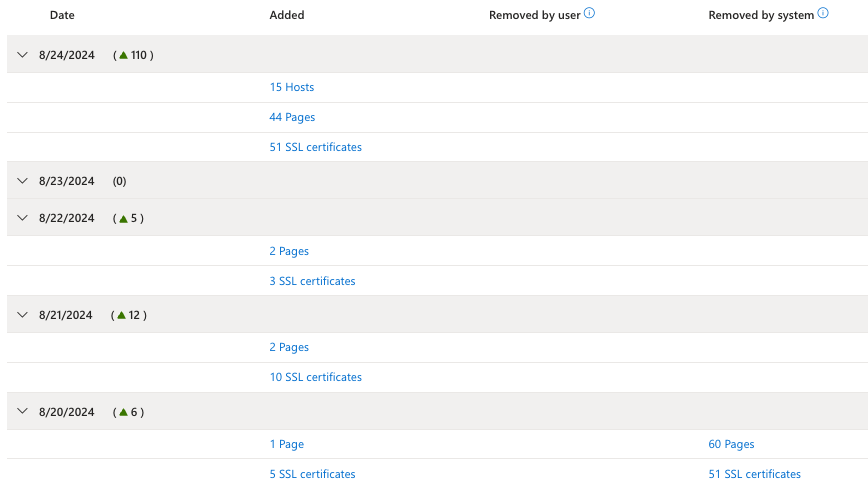 Date Added Removed by user Removed by system
8/24/2024 ( ▲ 110 )
15 Hosts
44 Pages
51 SSL certificates
8/23/2024 (0)
8/22/2024 ( ▲ 5 )
2 Pages
3 SSL certificates
8/21/2024 ( ▲ 12 )
2 Pages
10 SSL certificates
8/20/2024 ( ▲ 6 )
1 Page 60 Pages
5 SSL certificates 51 SSL certificates